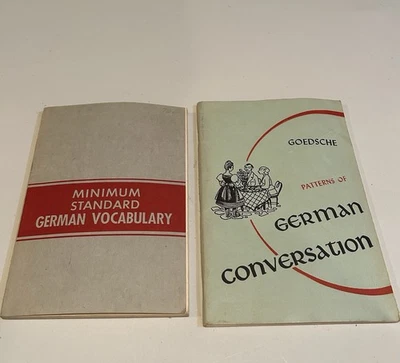 MINIMUM
STANDARD
GERMAN VOCABULARY
GOEDSCHE
PATTERNS OF
GERMAN
CONVERSATION